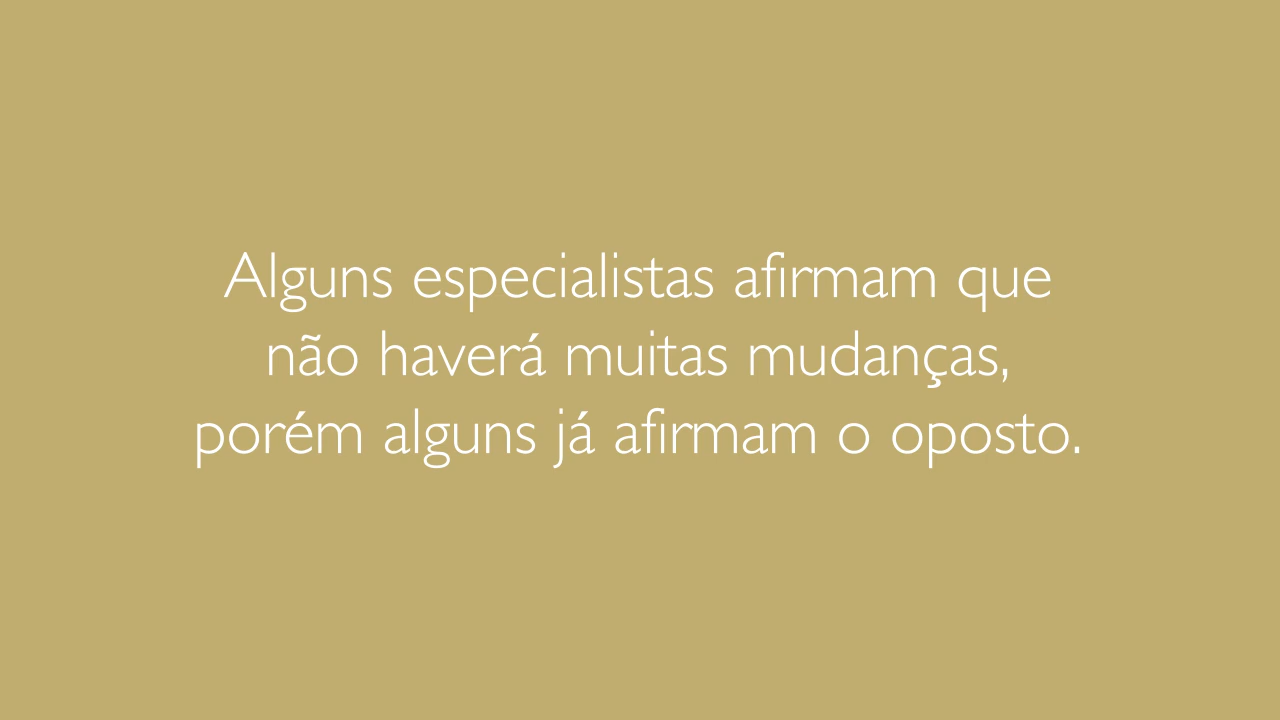 Alguns especialistas afirmam que
não haverá muitas mudanças,
porém alguns já afirmam o oposto.